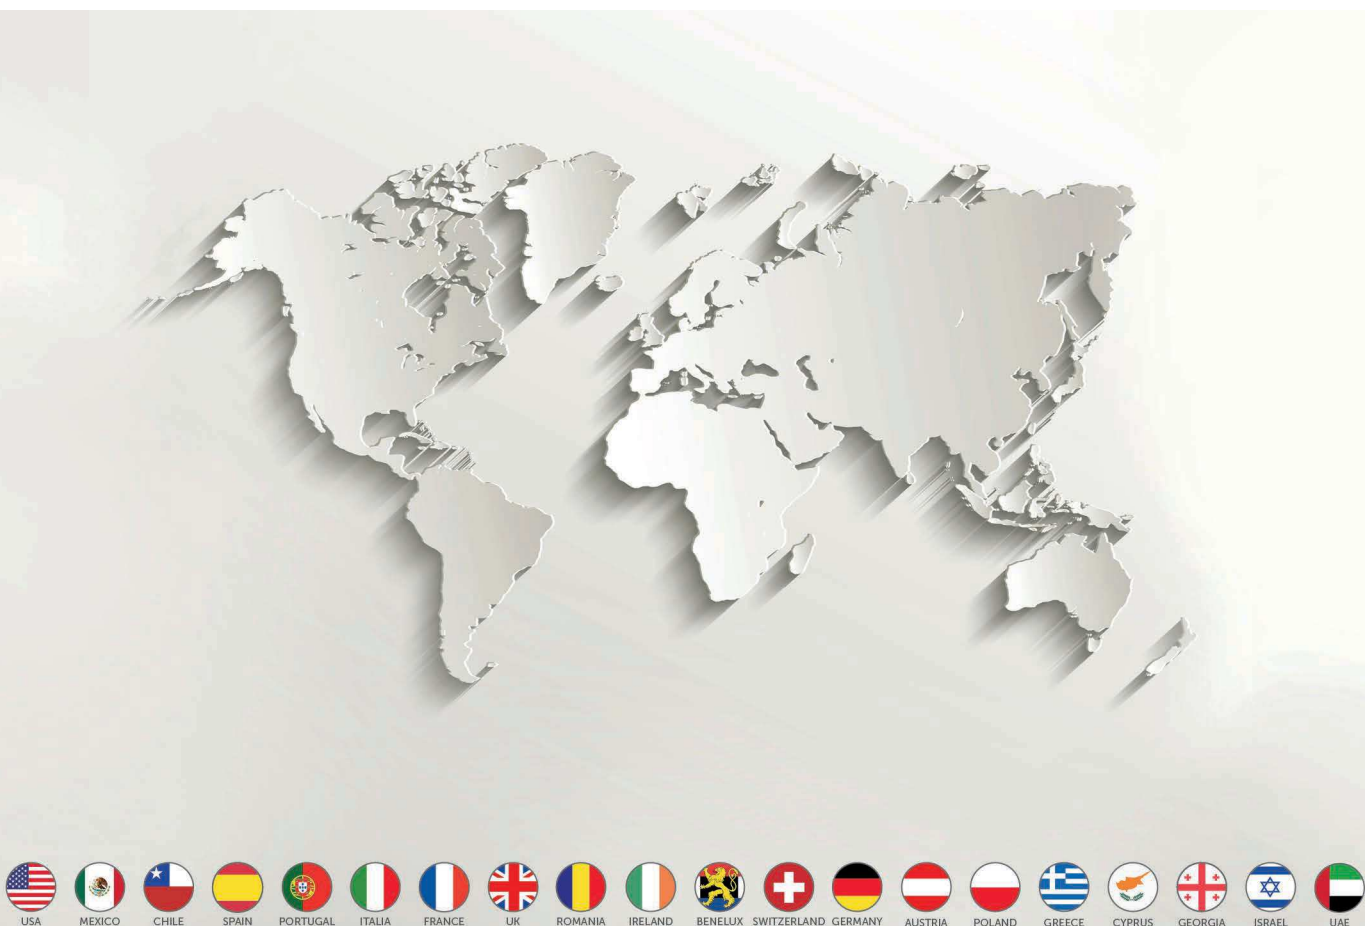 USA MEXICO CHILE SPAIN PORTUGAL ITALIA FRANCE UK ROMANIA IRELAND BENELUX SWITZERLAND GERMANY AUSTRIA POLAND GREECE CYPRUS GEORGIA ISRAEL UAE